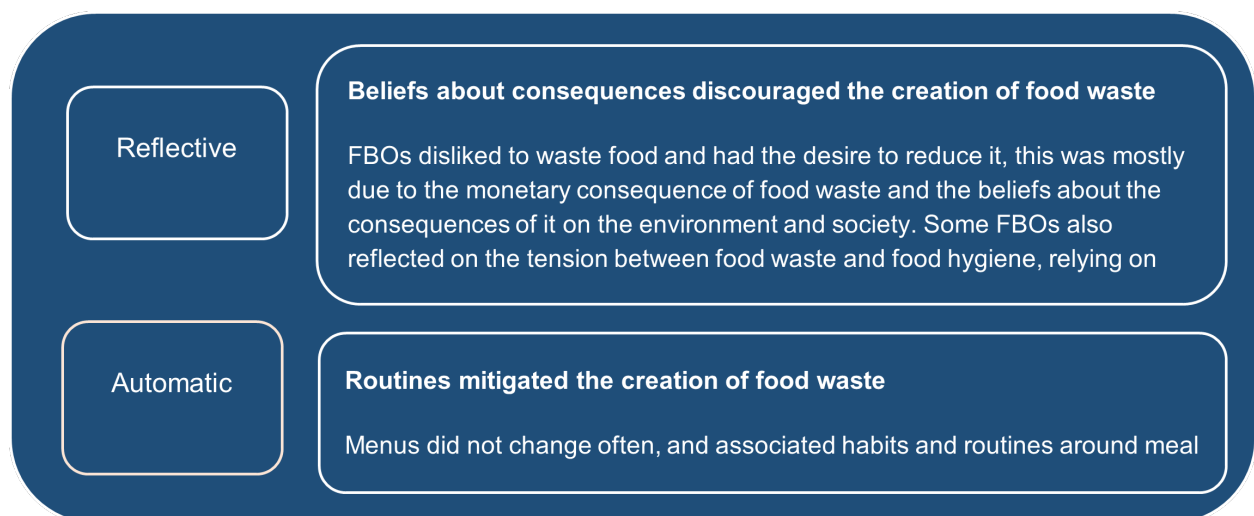 Reflective
Beliefs about consequences discouraged the creation of food waste
FBOs disliked to waste food and had the desire to reduce it, this was mostly
due to the monetary consequence of food waste and the beliefs about the
consequences of it on the environment and society. Some FBOs also
reflected on the tension between food waste and food hygiene, relying on
Automatic
Routines mitigated the creation of food waste
Menus did not change often, and associated habits and routines around meal